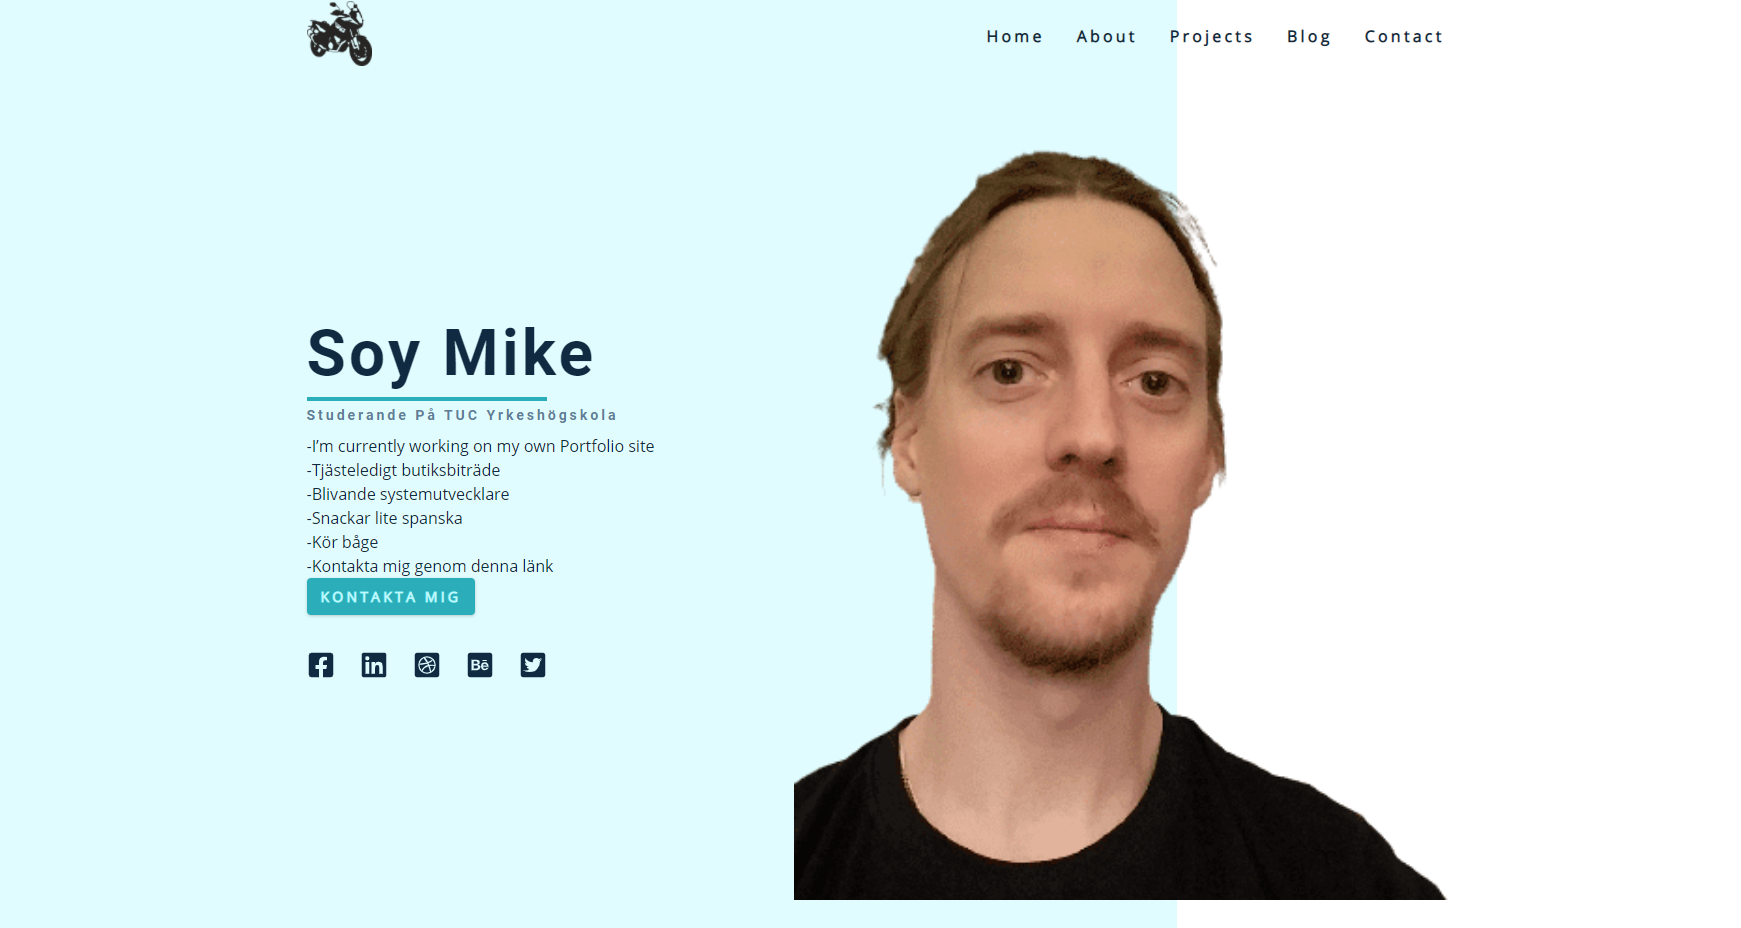 Home About Projects Blog Contact
Soy Mike
Studerande På TUC Yrkeshögskola
-I’m currently working on my own Portfolio site
-Tjästeledigt butiksbiträde
-Blivande systemutvecklare
-Snackar lite spanska
-Kör båge
-Kontakta mig genom denna länk
KONTAKTA MIG